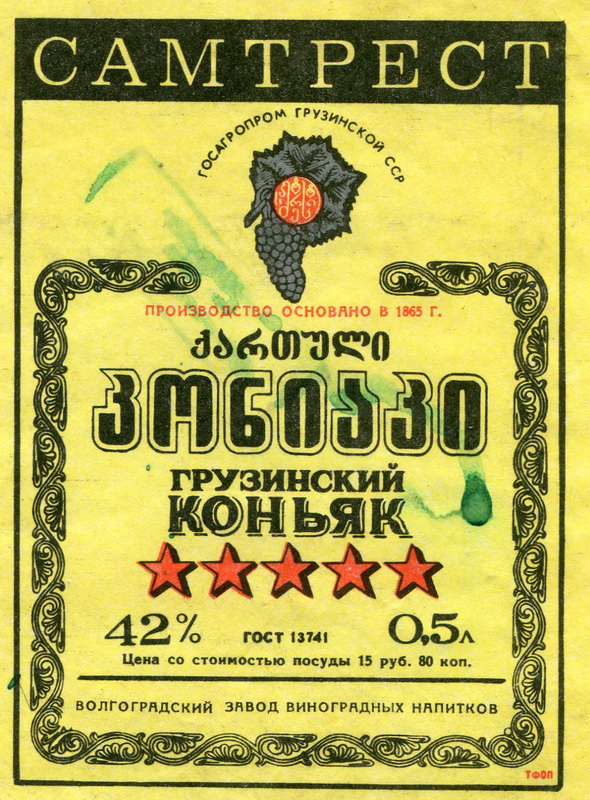 САМТРЕСТ
ГОСАГРОПРОМ ГРУЗИНСКОЙ ССР
ПРОИЗВОДСТВО ОСНОВАНО В 1865 Г.
ქართული
კონიაკი
ГРУЗИНСКИЙ
КОНЬЯК
42% ГОСТ 13741 0,5л
Цена со стоимостью посуды 15 руб. 80 коп.
ВОЛГОГРАДСКИЙ ЗАВОД ВИНОГРАДНЫХ НАПИТКОВ
ТФОП